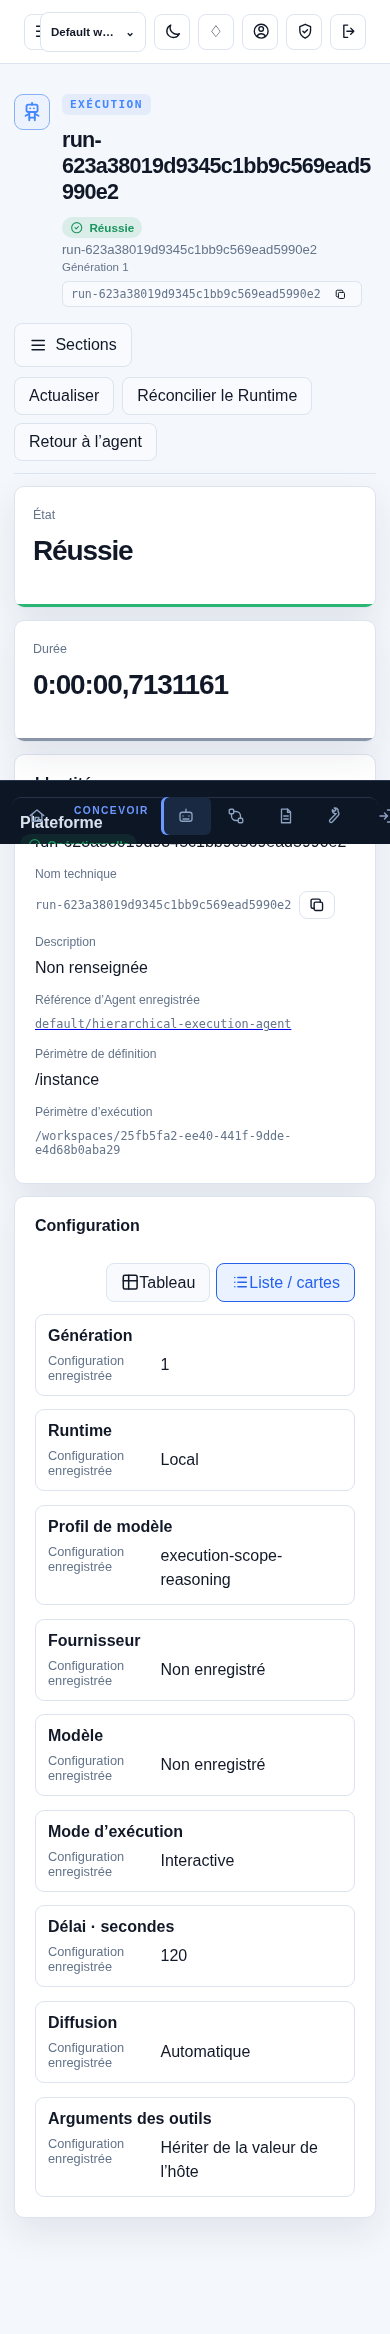 Default w... ⌄
EXÉCUTION
run-
623a38019d9345c1bb9c569ead5
990e2
Réussie
run-623a38019d9345c1bb9c569ead5990e2
Génération 1
run-623a38019d9345c1bb9c569ead5990e2
Sections
Actualiser
Réconcilier le Runtime
Retour à l’agent
État
Réussie
Durée
0:00:00,7131161
CONCEVOIR
Plateforme
Nom technique
run-623a38019d9345c1bb9c569ead5990e2
Description
Non renseignée
Référence d’Agent enregistrée
default/hierarchical-execution-agent
Périmètre de définition
/instance
Périmètre d’exécution
/workspaces/25fb5fa2-ee40-441f-9dde-
e4d68b0aba29
Configuration
Tableau
Liste / cartes
Génération
Configuration
enregistrée
1
Runtime
Configuration
enregistrée
Local
Profil de modèle
Configuration
enregistrée
execution-scope-
reasoning
Fournisseur
Configuration
enregistrée
Non enregistré
Modèle
Configuration
enregistrée
Non enregistré
Mode d’exécution
Configuration
enregistrée
Interactive
Délai · secondes
Configuration
enregistrée
120
Diffusion
Configuration
enregistrée
Automatique
Arguments des outils
Configuration
enregistrée
Hériter de la valeur de
l’hôte